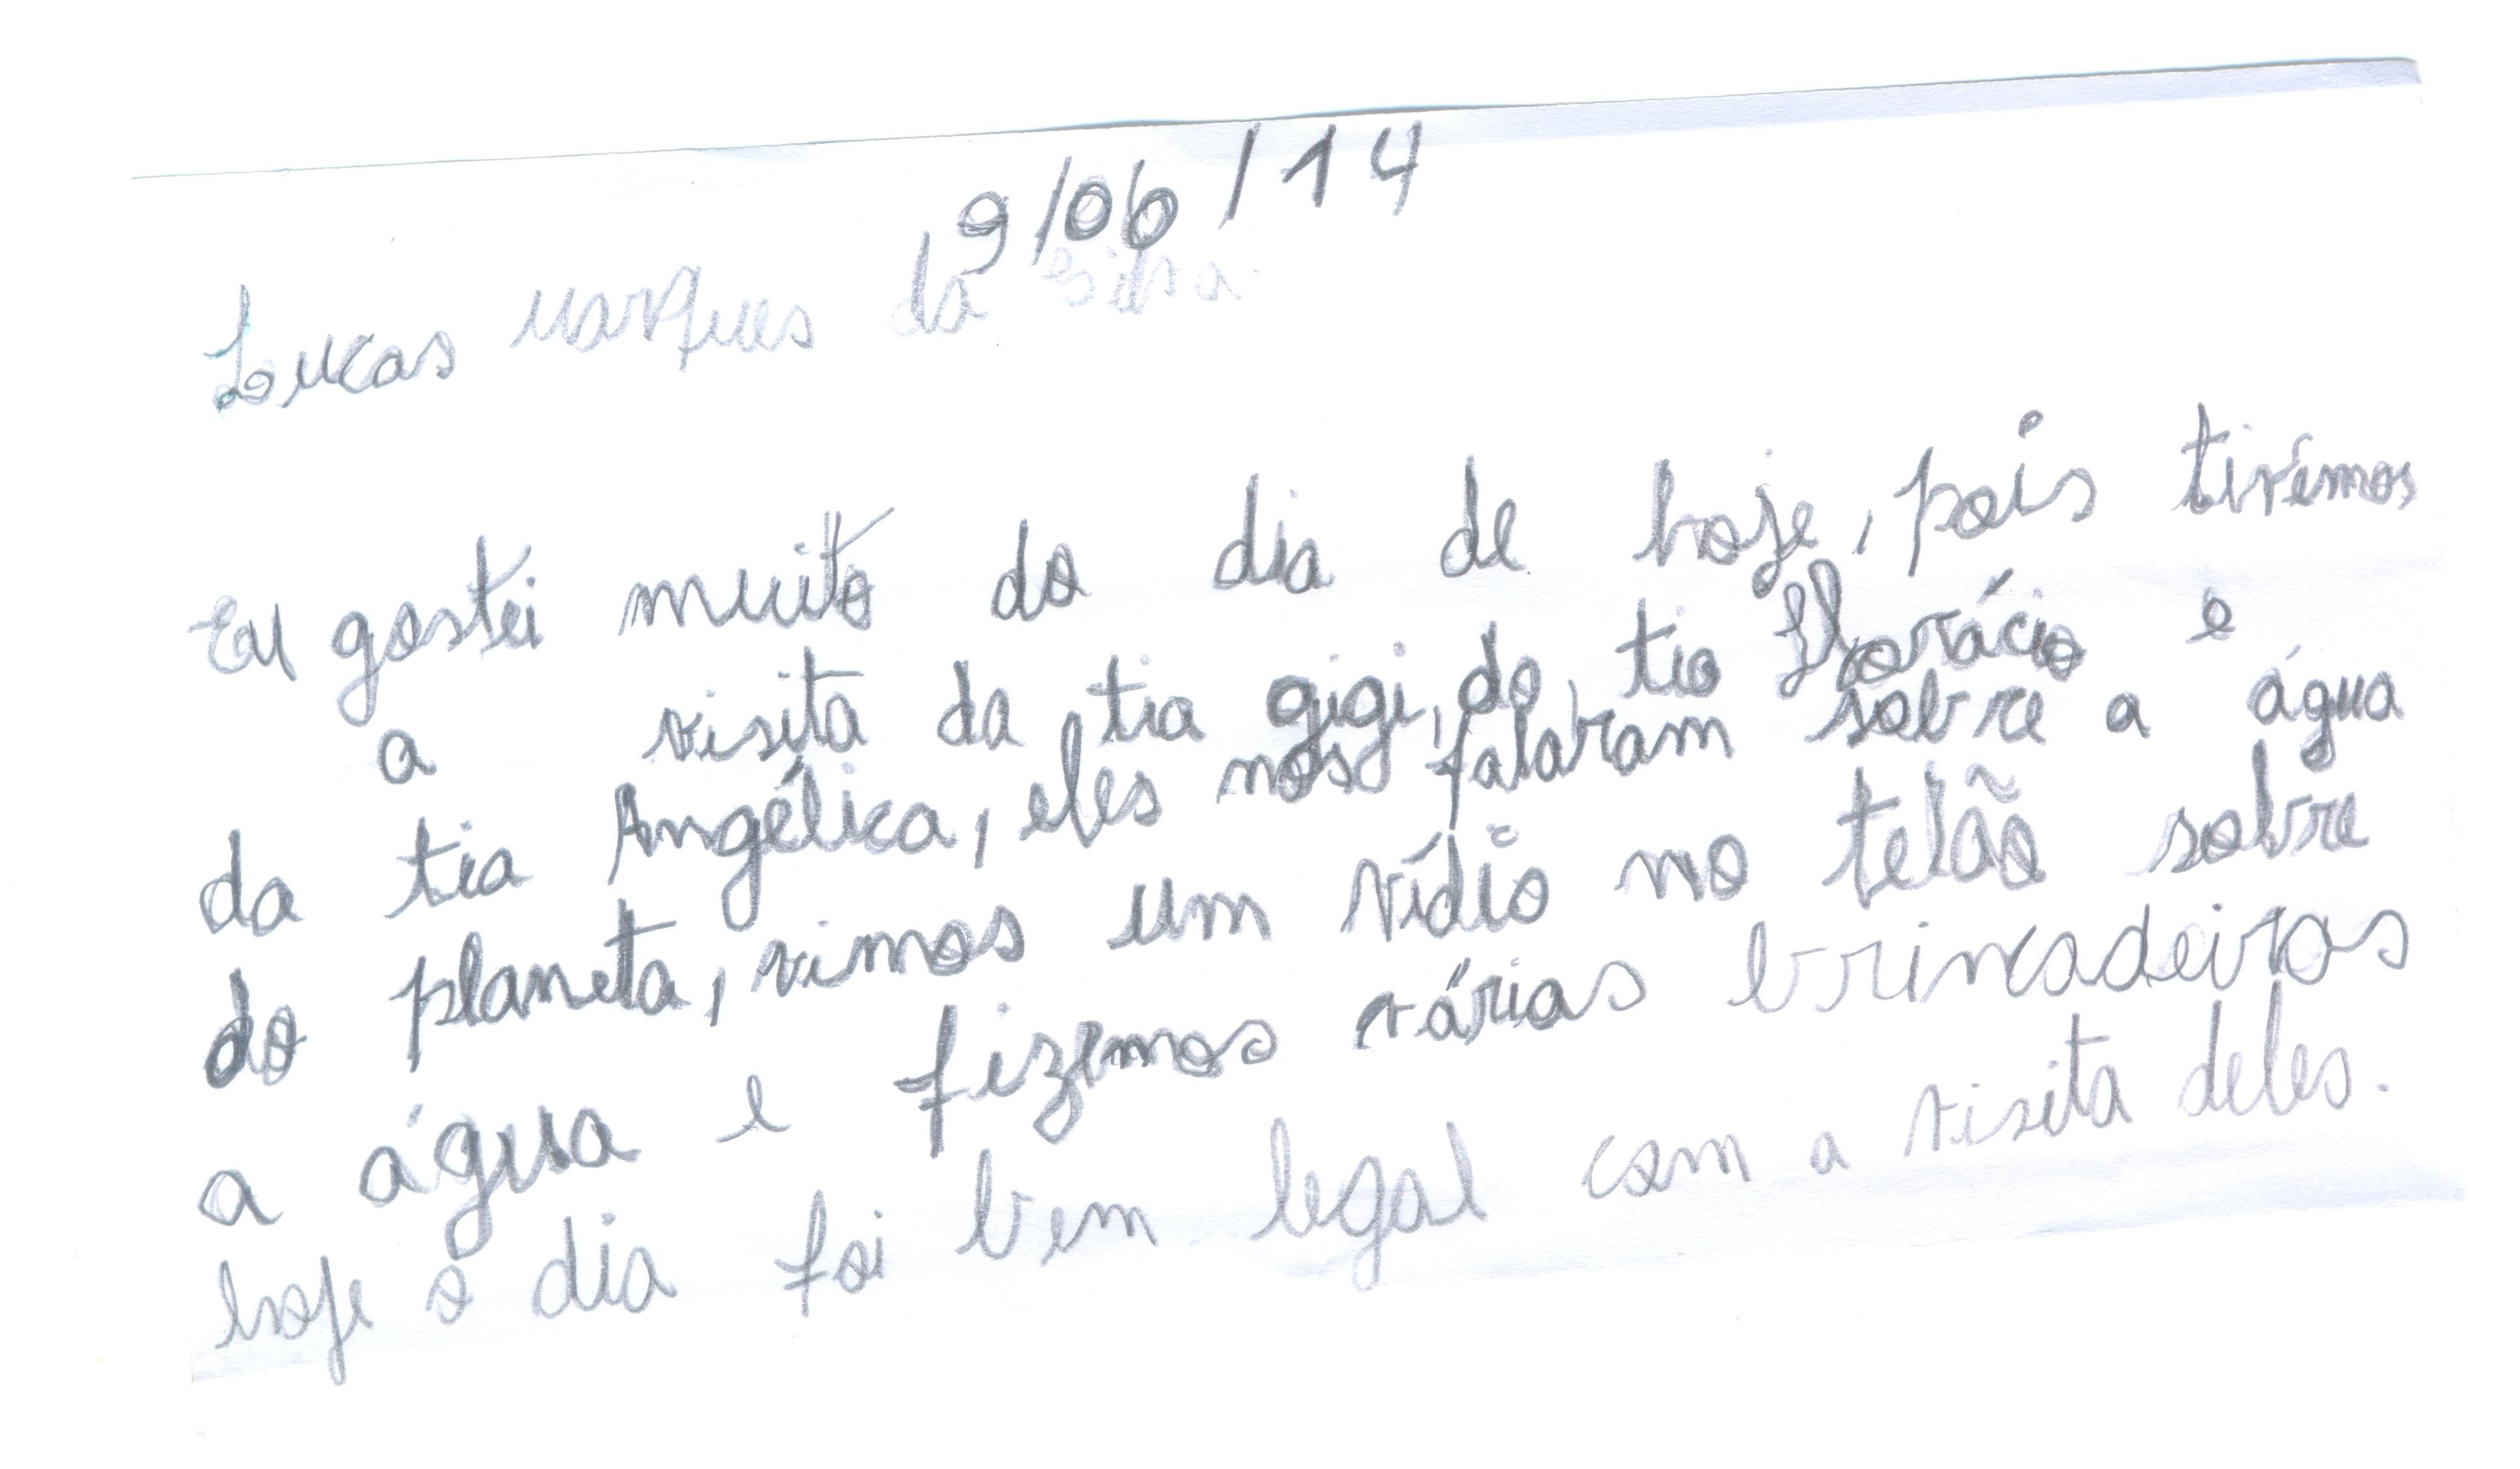 9/06/14
Lucas Marques da Silva
Eu gostei muito do dia de hoje, pois tivemos
a visita da tia gigi, do tio Horácio e
da tia Angélica, eles nos falaram sobre a água
do planeta, vimos um vídio no telão sobre
a água e fizemos várias brincadeiras
hoje o dia foi bem legal com a visita deles.